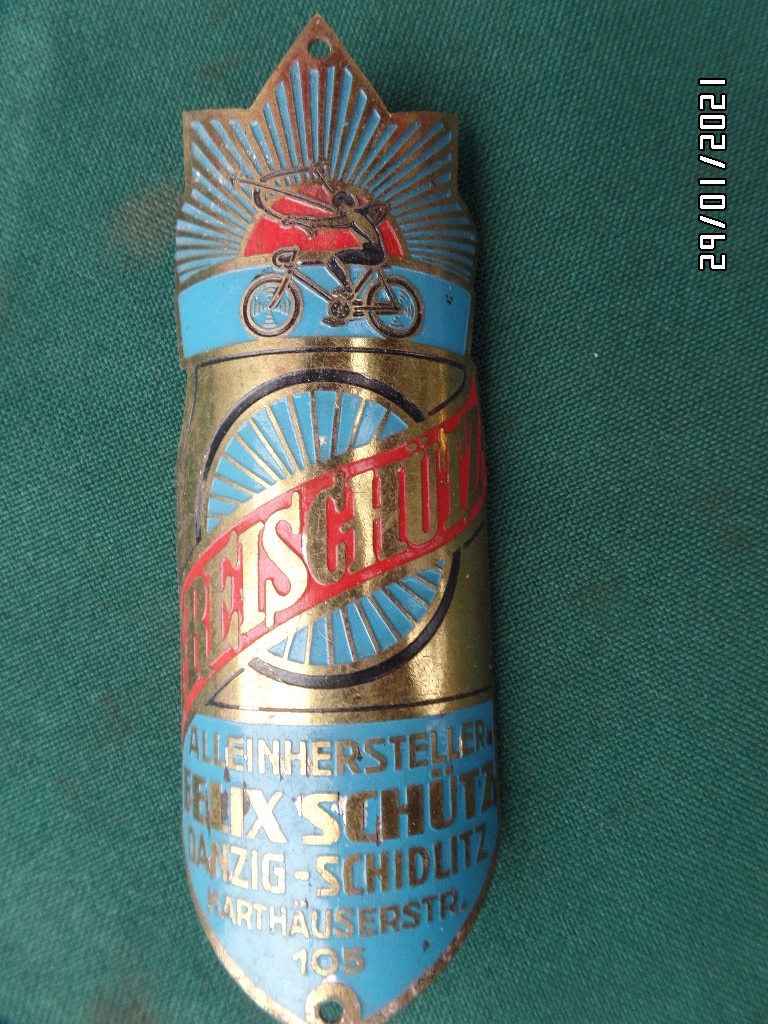 REISCHÜTZ
ALLEINHERSTELLER
FELIX SCHÜTZ
DANZIG-SCHIDLITZ
KARTHÄUSERSTR.
105
29/01/2021